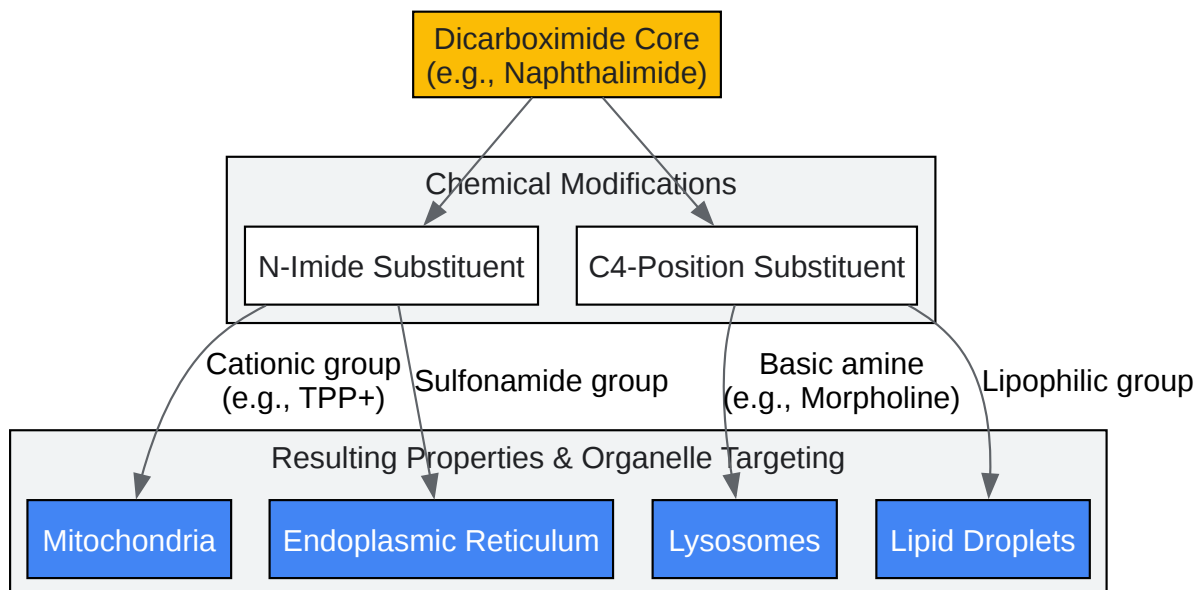 Dicarboximide Core
(e.g., Naphthalimide)
Chemical Modifications
N-Imide Substituent
C4-Position Substituent
Cationic group
(e.g., TPP+)
Sulfonamide group
Basic amine
(e.g., Morpholine)
Lipophilic group
Resulting Properties & Organelle Targeting
Mitochondria
Endoplasmic Reticulum
Lysosomes
Lipid Droplets